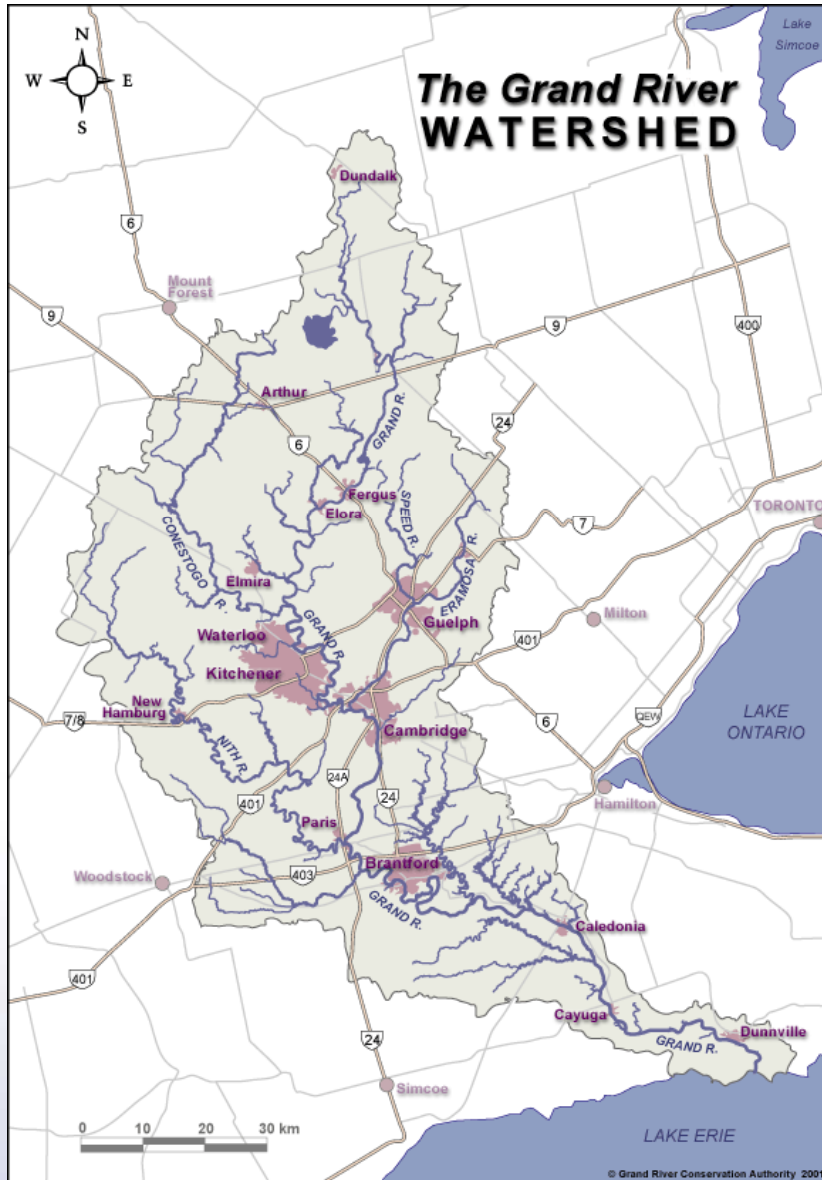 Lake
Simcoe
N
W E
S
The Grand River
WATERSHED
Dundalk
6
Mount
Forest
9
9
400
Arthur
GRAND R.
24
6
Fergus
Elora
SPEED R.
7
TORONTO
CONESTOGO
R.
ERAMOSA R.
Elmira
GRAND R.
Guelph
Waterloo
Milton
401
Kitchener
New
Hamburg
7/8
6
QEW
LAKE
ONTARIO
Cambridge
NITH R.
24A
24
401
Hamilton
Paris
Brantford
Woodstock
403
GRAND R.
Caledonia
401
Cayuga
Dunnville
24
GRAND R.
Simcoe
0 10 20 30 km
LAKE ERIE
© Grand River Conservation Authority 2001